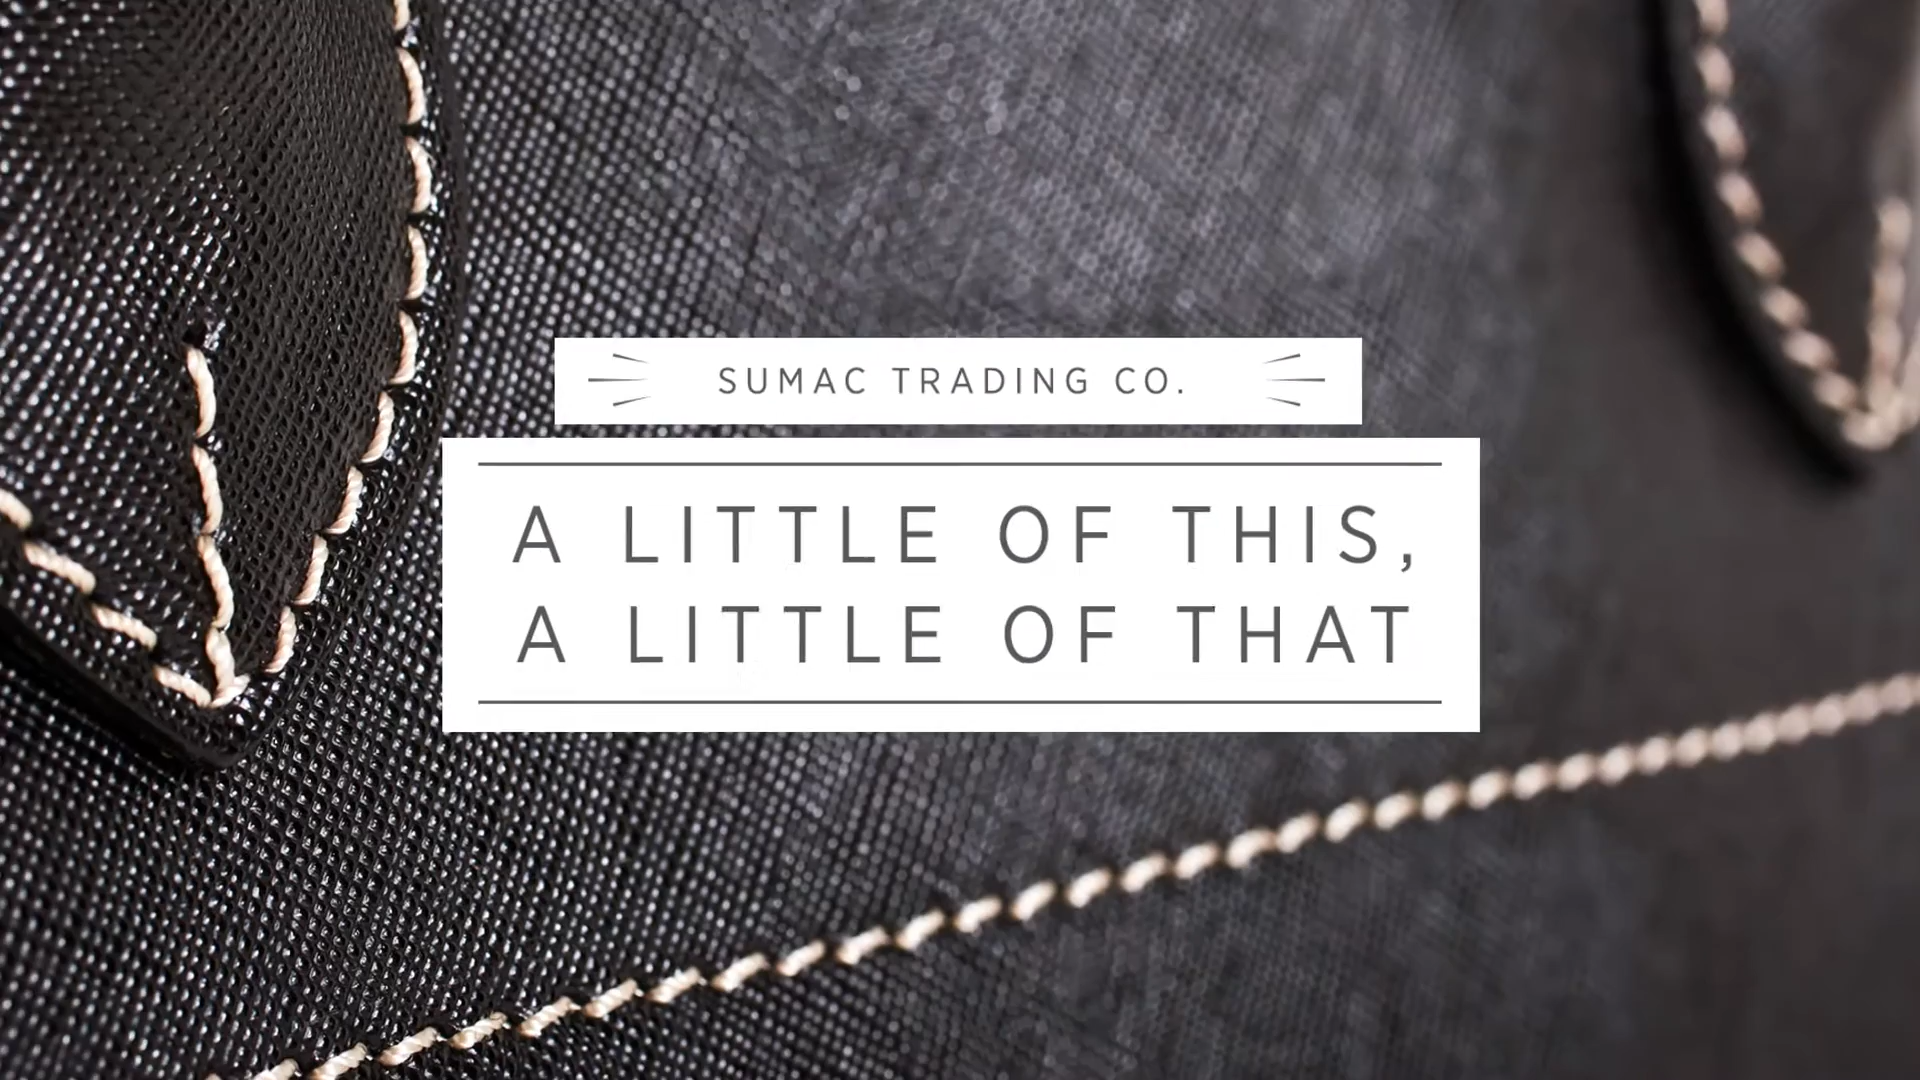 SUMAC TRADING CO.
A LITTLE OF THIS,
A LITTLE OF THAT